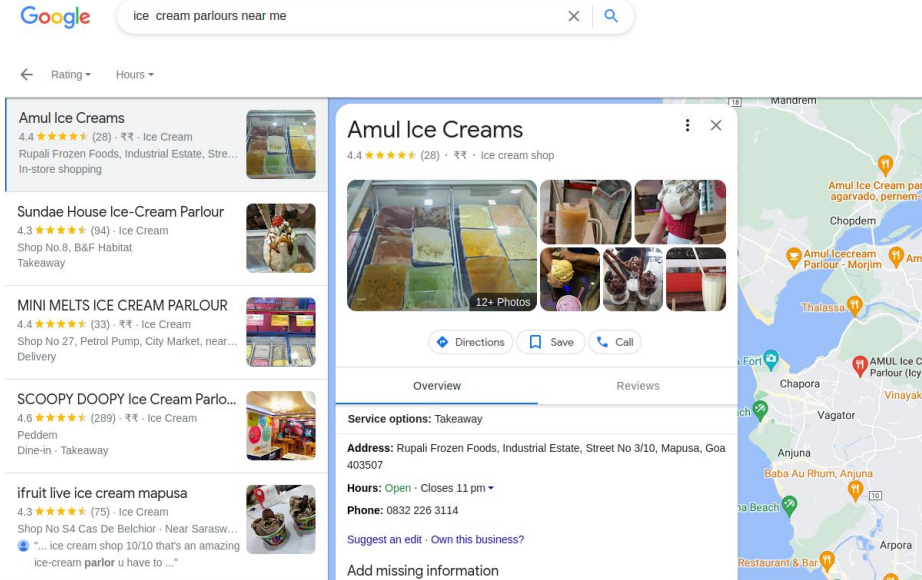 Google
ice cream parlours near me
Rating
Hours
Amul Ice Creams
4.4 (28) · ₹₹ · Ice Cream
Rupali Frozen Foods, Industrial Estate, Stre...
In-store shopping
Sundae House Ice-Cream Parlour
4.3 (94) · Ice Cream
Shop No.8, B&F Habitat
Takeaway
MINI MELTS ICE CREAM PARLOUR
4.4 (33) · ₹₹ · Ice Cream
Shop No 27, Petrol Pump, City Market, near...
Delivery
SCOOPY DOOPY Ice Cream Parlo...
4.6 (289) · ₹₹ · Ice Cream
Peddem
Dine-in · Takeaway
ifruit live ice cream mapusa
4.3 (75) · Ice Cream
Shop No S4 Cas De Belchior · Near Sarasw...
"... ice cream shop 10/10 that's an amazing
ice-cream parlor u have to ..."
Amul Ice Creams
4.4 (28) · ₹₹ · Ice cream shop
12+ Photos
Directions
Save
Call
Overview
Reviews
Service options: Takeaway
Address: Rupali Frozen Foods, Industrial Estate, Street No 3/10, Mapusa, Goa
403507
Hours: Open · Closes 11 pm
Phone: 0832 226 3114
Suggest an edit · Own this business?
Add missing information
18
Mandrem
Amul Ice Cream par
agarvado, pernem-
Chopdem
Amul Icecream
Parlour - Morjim
Am
Thalassa
Fort
AMUL Ice C
Parlour (Icy
Chapora
Vinayak
ch
Vagator
Anjuna
Baba Au Rhum, Anjuna
10
na Beach
Arpora
Restaurant & Bar